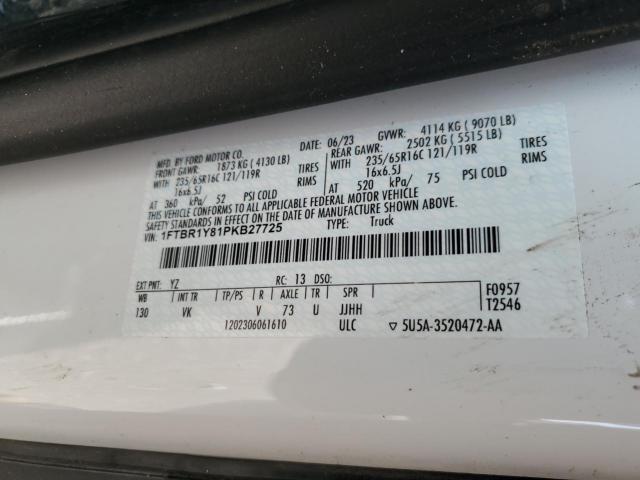 MFD. BY FORD MOTOR CO.
DATE: 06/23 GVWR: 4114 KG ( 9070 LB)
FRONT GAWR: 1873 KG ( 4130 LB) REAR GAWR: 2502 KG ( 5515 LB)
WITH 235/65R16C 121/119R TIRES WITH 235/65R16C 121/119R TIRES
16x6.5J RIMS 16x6.5J RIMS
AT 360 kPa/ 52 PSI COLD AT 520 kPa/ 75 PSI COLD
THIS VEHICLE CONFORMS TO ALL APPLICABLE FEDERAL MOTOR VEHICLE
SAFETY STANDARDS IN EFFECT ON THE DATE OF MANUFACTURE SHOWN ABOVE.
VIN: 1FTBR1Y81PKB27725 TYPE: Truck
EXT PNT: YZ RC: 13 DSO:
WB INT TR TP/PS R AXLE TR SPR F0957
130 VK V 73 U JJHH T2546
1202306061610 ULC ▽ 5U5A-3520472-AA